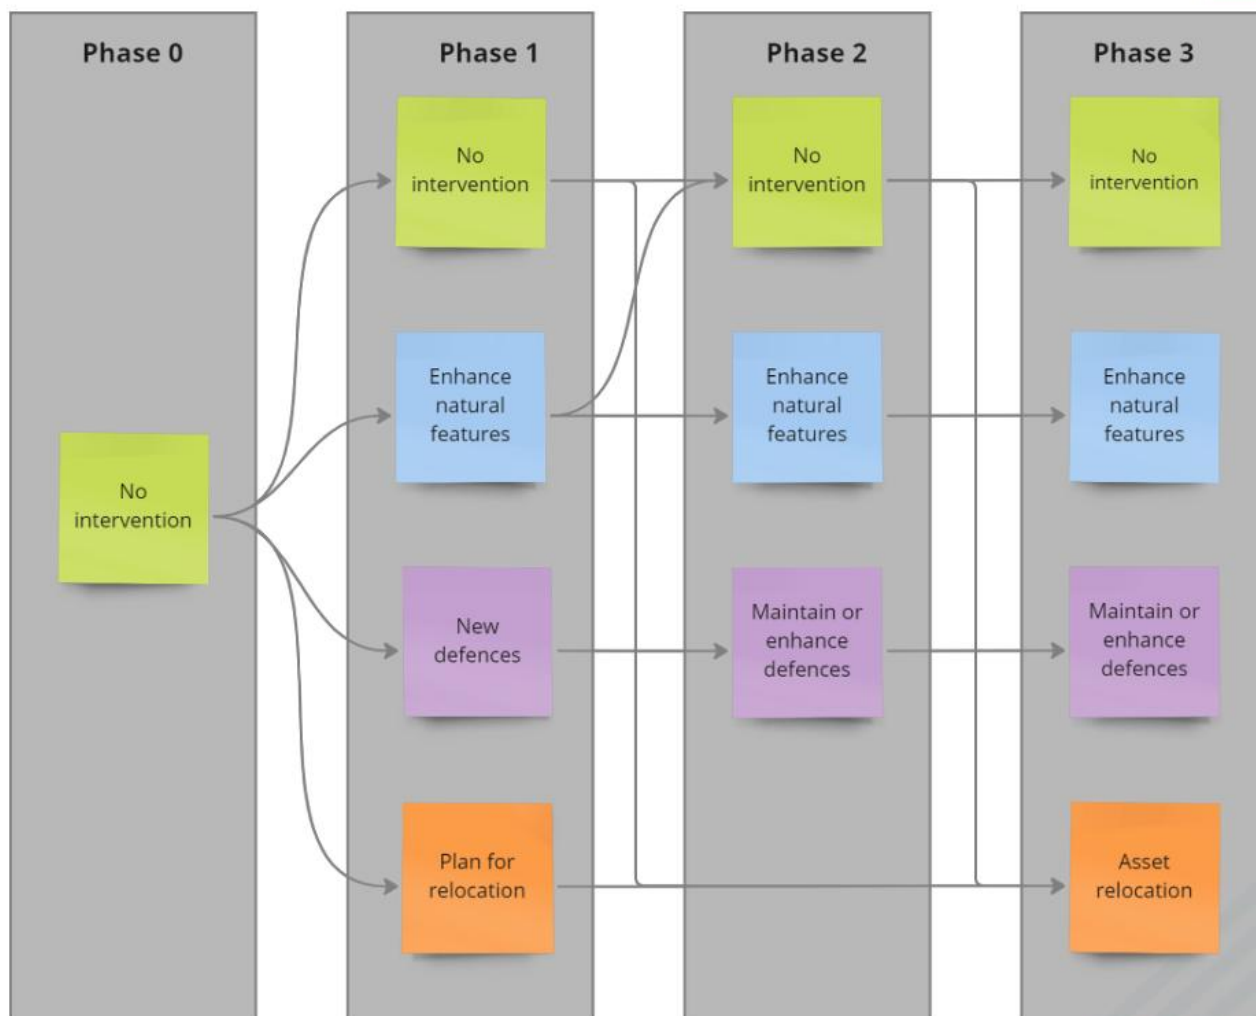 Phase 0
No
intervention
Phase 1
No
intervention
Enhance
natural
features
New
defences
Plan for
relocation
Phase 2
No
intervention
Enhance
natural
features
Maintain or
enhance
defences
Phase 3
No
intervention
Enhance
natural
features
Maintain or
enhance
defences
Asset
relocation